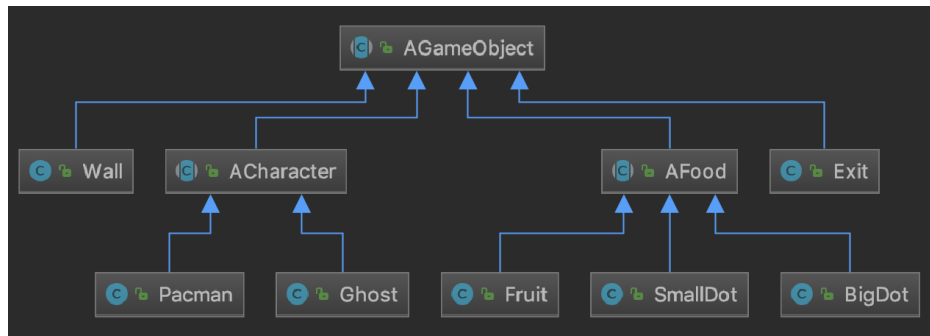 AGameObject
Wall
ACharacter
AFood
Exit
Pacman
Ghost
Fruit
SmallDot
BigDot